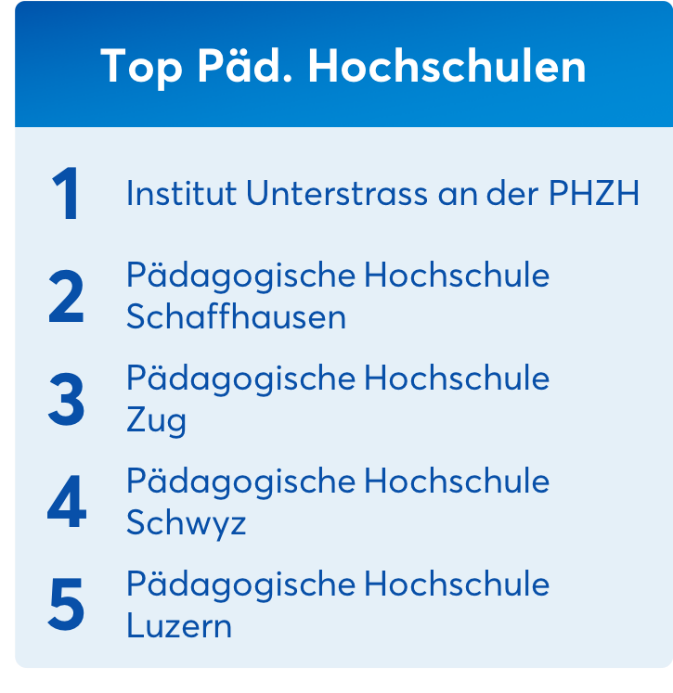 Top Päd. Hochschulen
1 Institut Unterstrass an der PHZH
2 Pädagogische Hochschule
Schaffhausen
3 Pädagogische Hochschule
Zug
4 Pädagogische Hochschule
Schwyz
5 Pädagogische Hochschule
Luzern